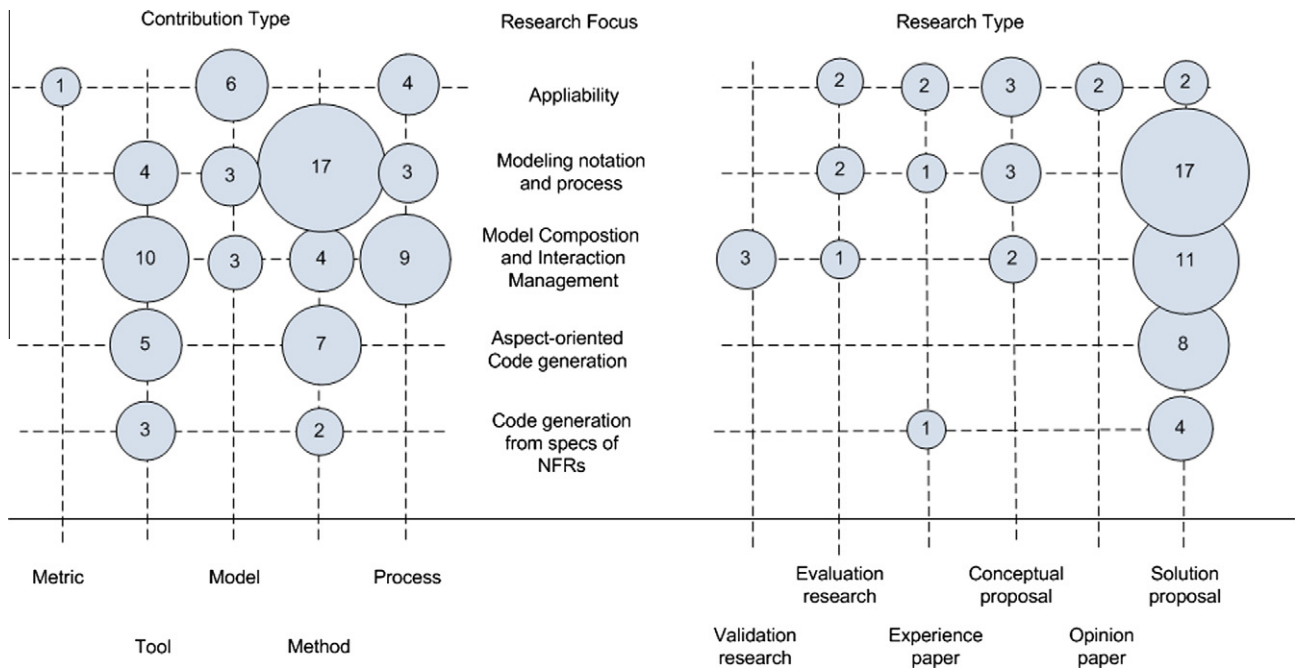 Contribution Type Research Focus Research Type
1 6 4 Appliability 2 2 3 2 2
4 3 17 3 Modeling notation 2 1 3 17
and process
Model Compostion
10 3 4 9 and Interaction 3 1 2 11
Management
5 7 Aspect-oriented 8
Code generation
3 2 Code generation 1 4
from specs of
NFRs
Metric Model Process Evaluation Conceptual Solution
research proposal proposal
Tool Method Validation Experience Opinion
research paper paper